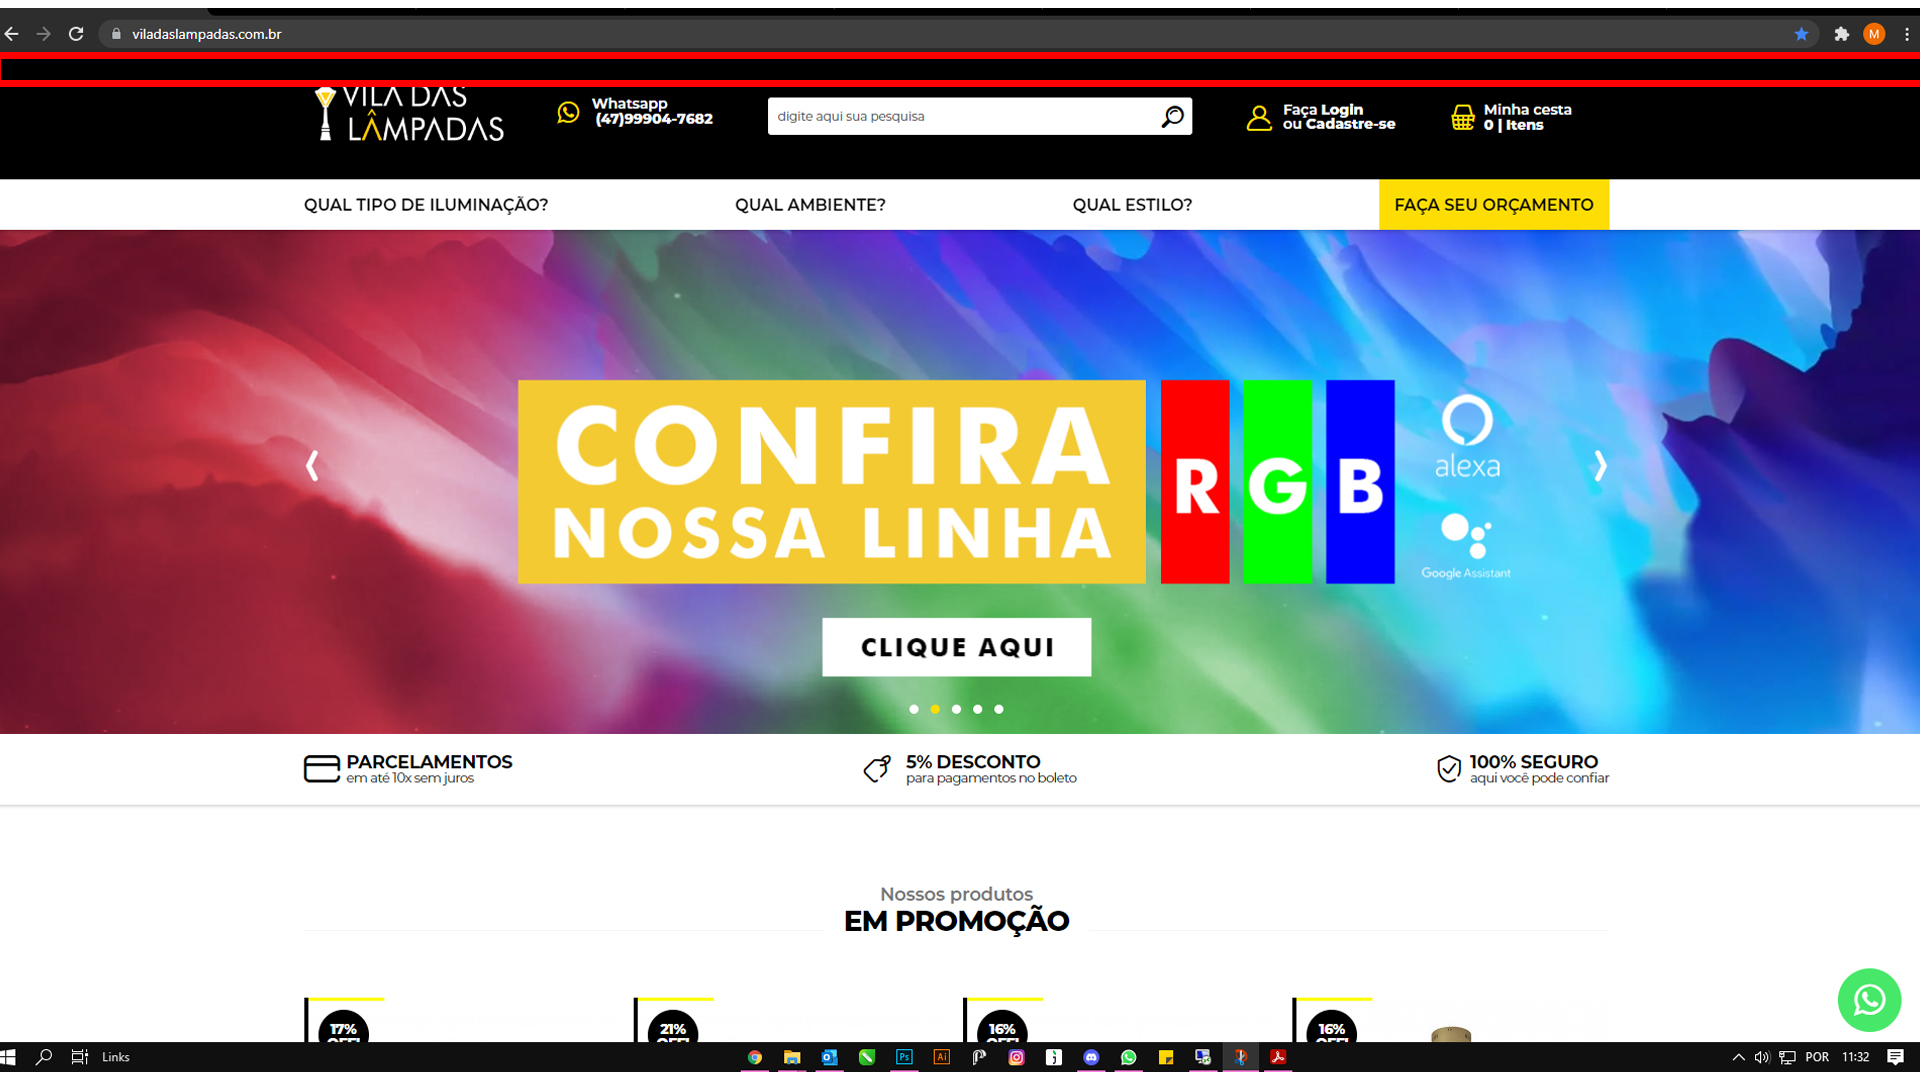 viladaslampadas.com.br
M
VILA DAS
LÂMPADAS
Whatsapp
(47)99904-7682
digite aqui sua pesquisa
Faça Login
ou Cadastre-se
Minha cesta
0 | Itens
QUAL TIPO DE ILUMINAÇÃO?
QUAL AMBIENTE?
QUAL ESTILO?
FAÇA SEU ORÇAMENTO
CONFIRA
NOSSA LINHA
R G B
alexa
Google Assistant
CLIQUE AQUI
PARCELAMENTOS
em até 10x sem juros
5% DESCONTO
para pagamentos no boleto
100% SEGURO
aqui você pode confiar
Nossos produtos
EM PROMOÇÃO
17%
OFF!
21%
OFF!
16%
OFF!
16%
OFF!
Links
Ps
Ai
POR
11:32